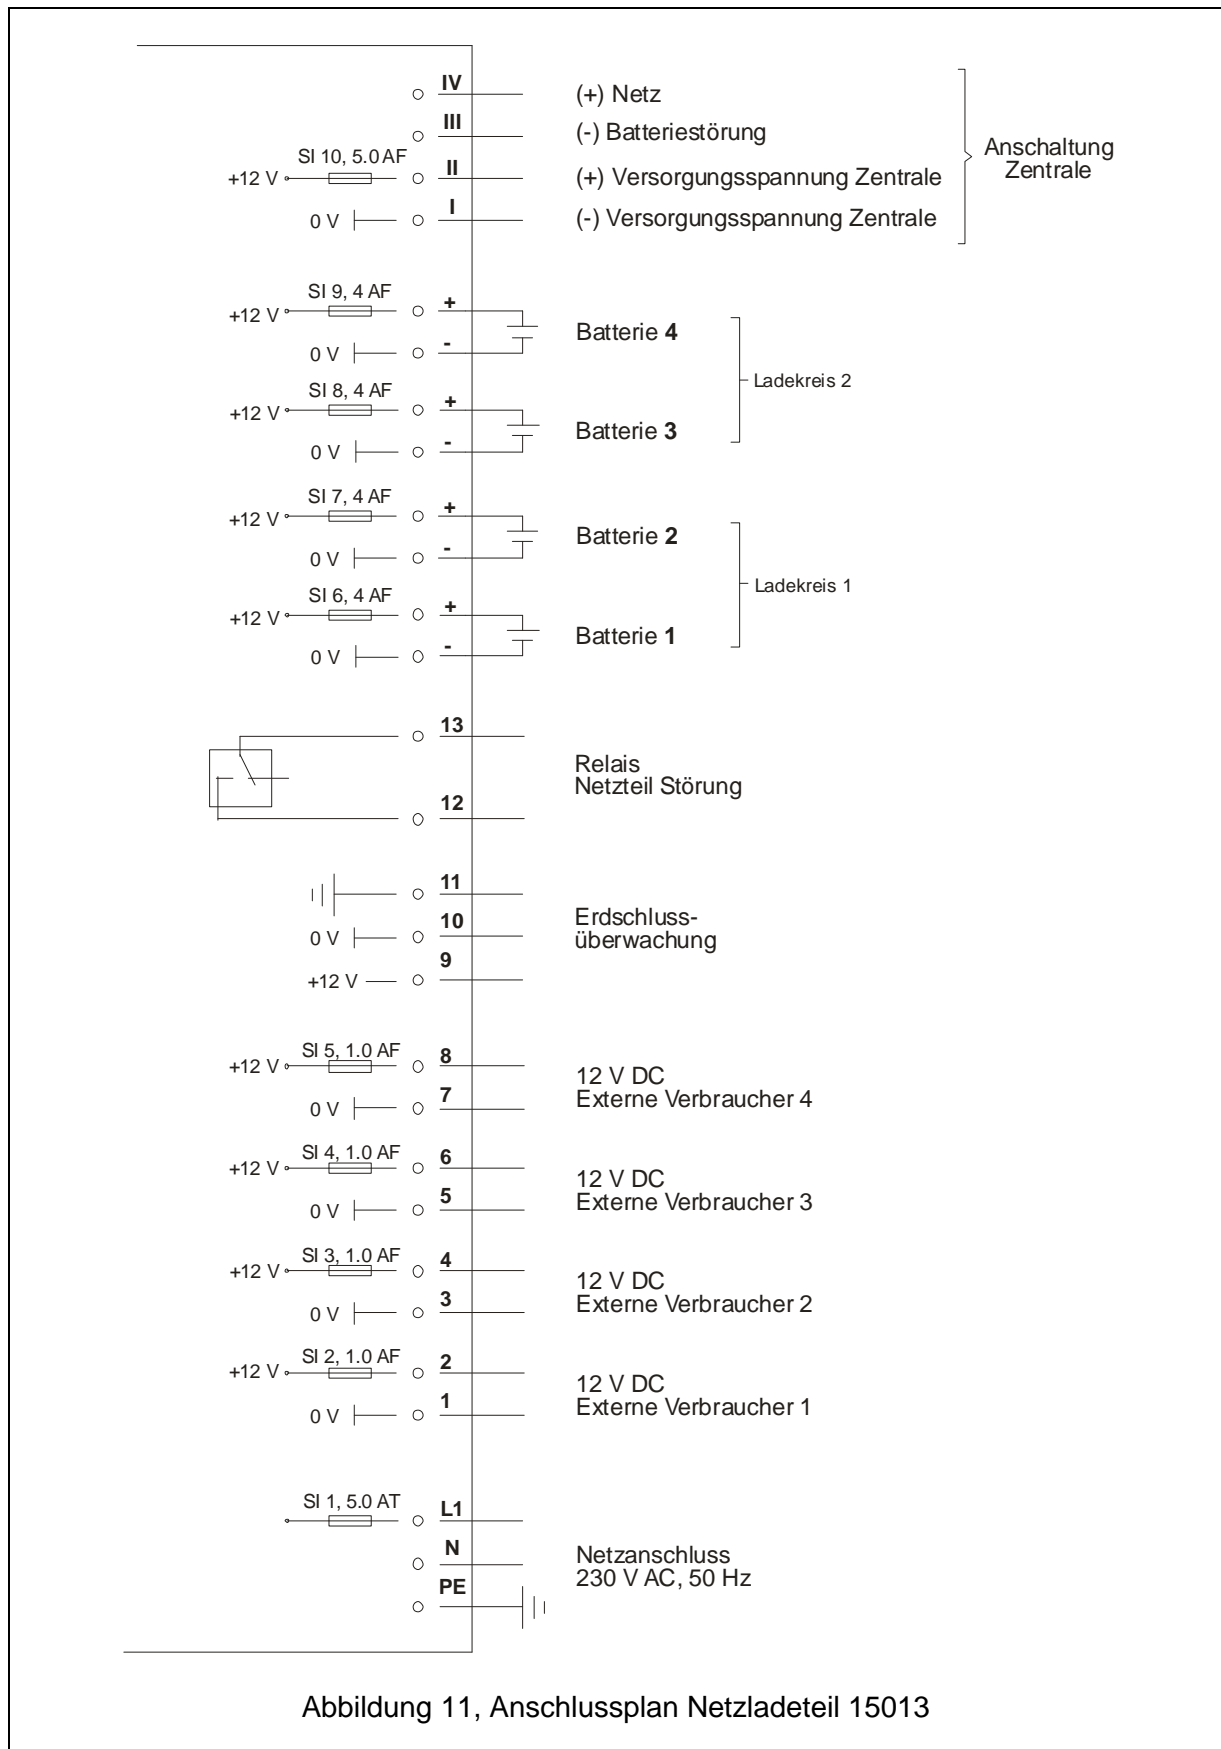 IV
(+) Netz
III
(-) Batteriestörung
SI 10, 5.0 AF
+12 V
II
(+) Versorgungsspannung Zentrale
0 V
I
(-) Versorgungsspannung Zentrale
Anschaltung
Zentrale
SI 9, 4 AF
+12 V
+
0 V
-
Batterie 4
SI 8, 4 AF
+12 V
+
0 V
-
Batterie 3
Ladekreis 2
SI 7, 4 AF
+12 V
+
0 V
-
Batterie 2
SI 6, 4 AF
+12 V
+
0 V
-
Batterie 1
Ladekreis 1
13
12
Relais
Netzteil Störung
11
0 V
10
+12 V
9
Erdschluss-
überwachung
SI 5, 1.0 AF
+12 V
8
0 V
7
12 V DC
Externe Verbraucher 4
SI 4, 1.0 AF
+12 V
6
0 V
5
12 V DC
Externe Verbraucher 3
SI 3, 1.0 AF
+12 V
4
0 V
3
12 V DC
Externe Verbraucher 2
SI 2, 1.0 AF
+12 V
2
0 V
1
12 V DC
Externe Verbraucher 1
SI 1, 5.0 AT
L1
N
PE
Netzanschluss
230 V AC, 50 Hz
Abbildung 11, Anschlussplan Netzladeteil 15013